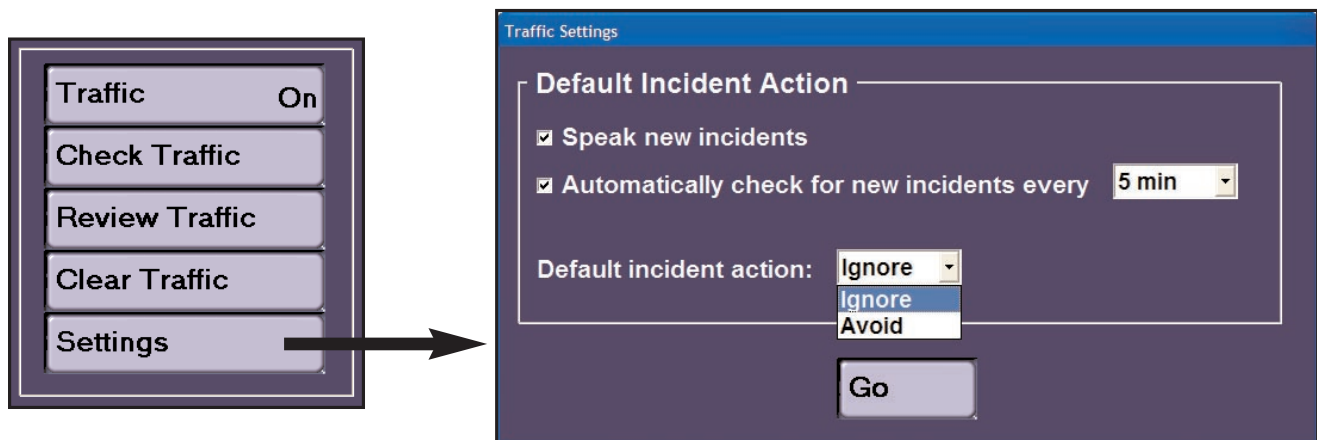 Traffic On
Check Traffic
Review Traffic
Clear Traffic
Settings
Traffic Settings
Default Incident Action
Speak new incidents
Automatically check for new incidents every 5 min
Default incident action: Ignore
Ignore
Avoid
Go